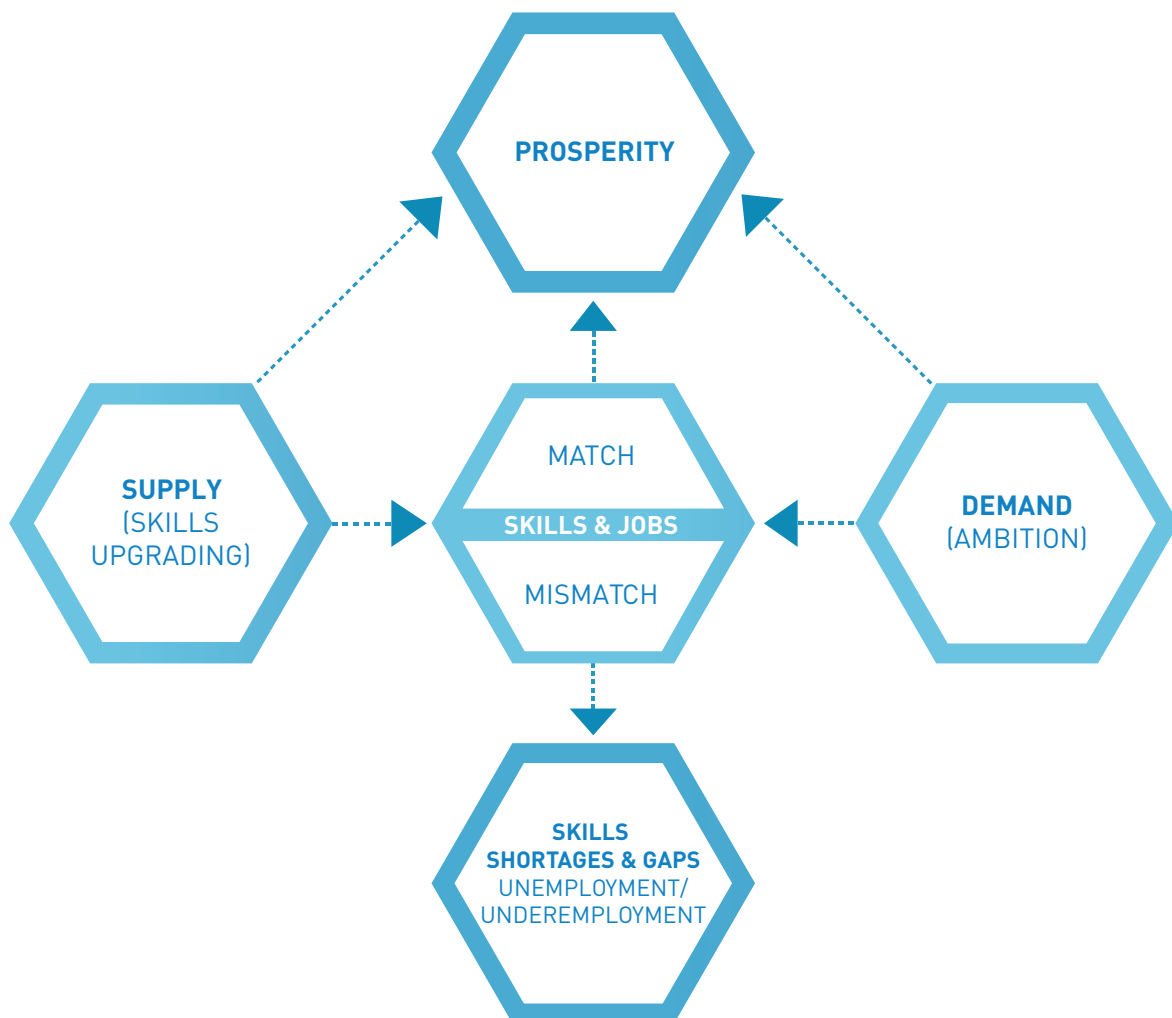 PROSPERITY
SUPPLY
(SKILLS
UPGRADING)
MATCH
SKILLS & JOBS
MISMATCH
DEMAND
(AMBITION)
SKILLS
SHORTAGES & GAPS
UNEMPLOYMENT/
UNDEREMPLOYMENT